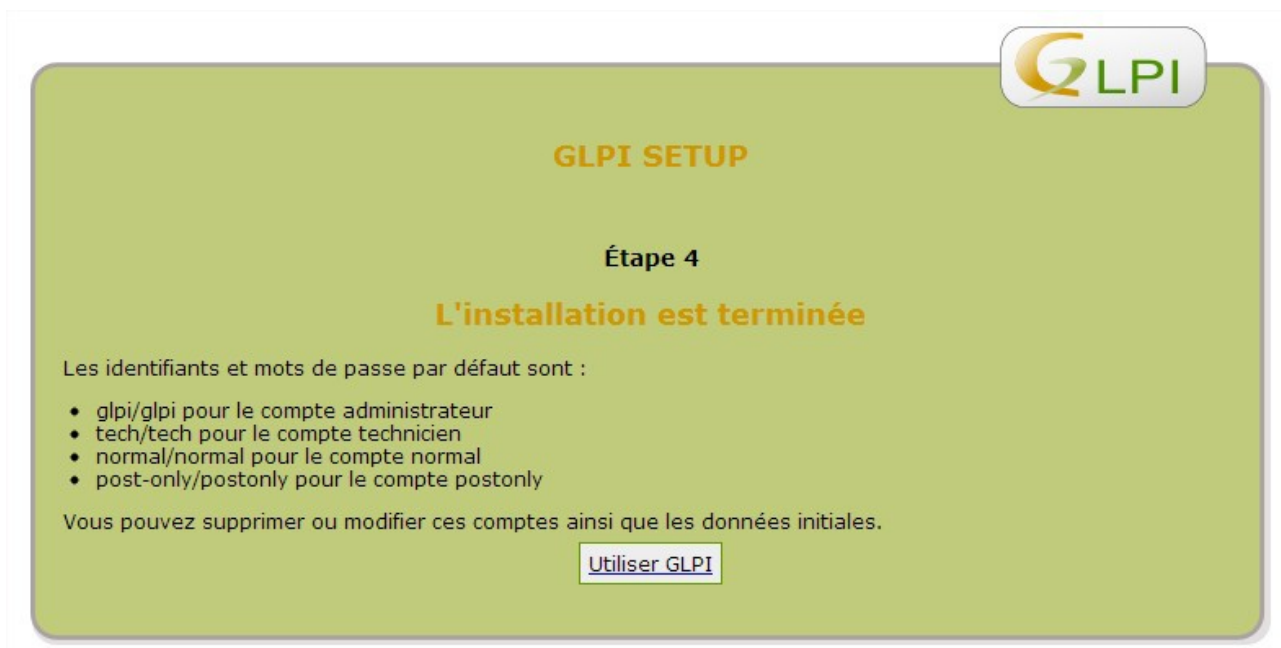 GLPI
GLPI SETUP
Étape 4
L'installation est terminée
Les identifiants et mots de passe par défaut sont :
• glpi/glpi pour le compte administrateur
• tech/tech pour le compte technicien
• normal/normal pour le compte normal
• post-only/postonly pour le compte postonly
Vous pouvez supprimer ou modifier ces comptes ainsi que les données initiales.
Utiliser GLPI